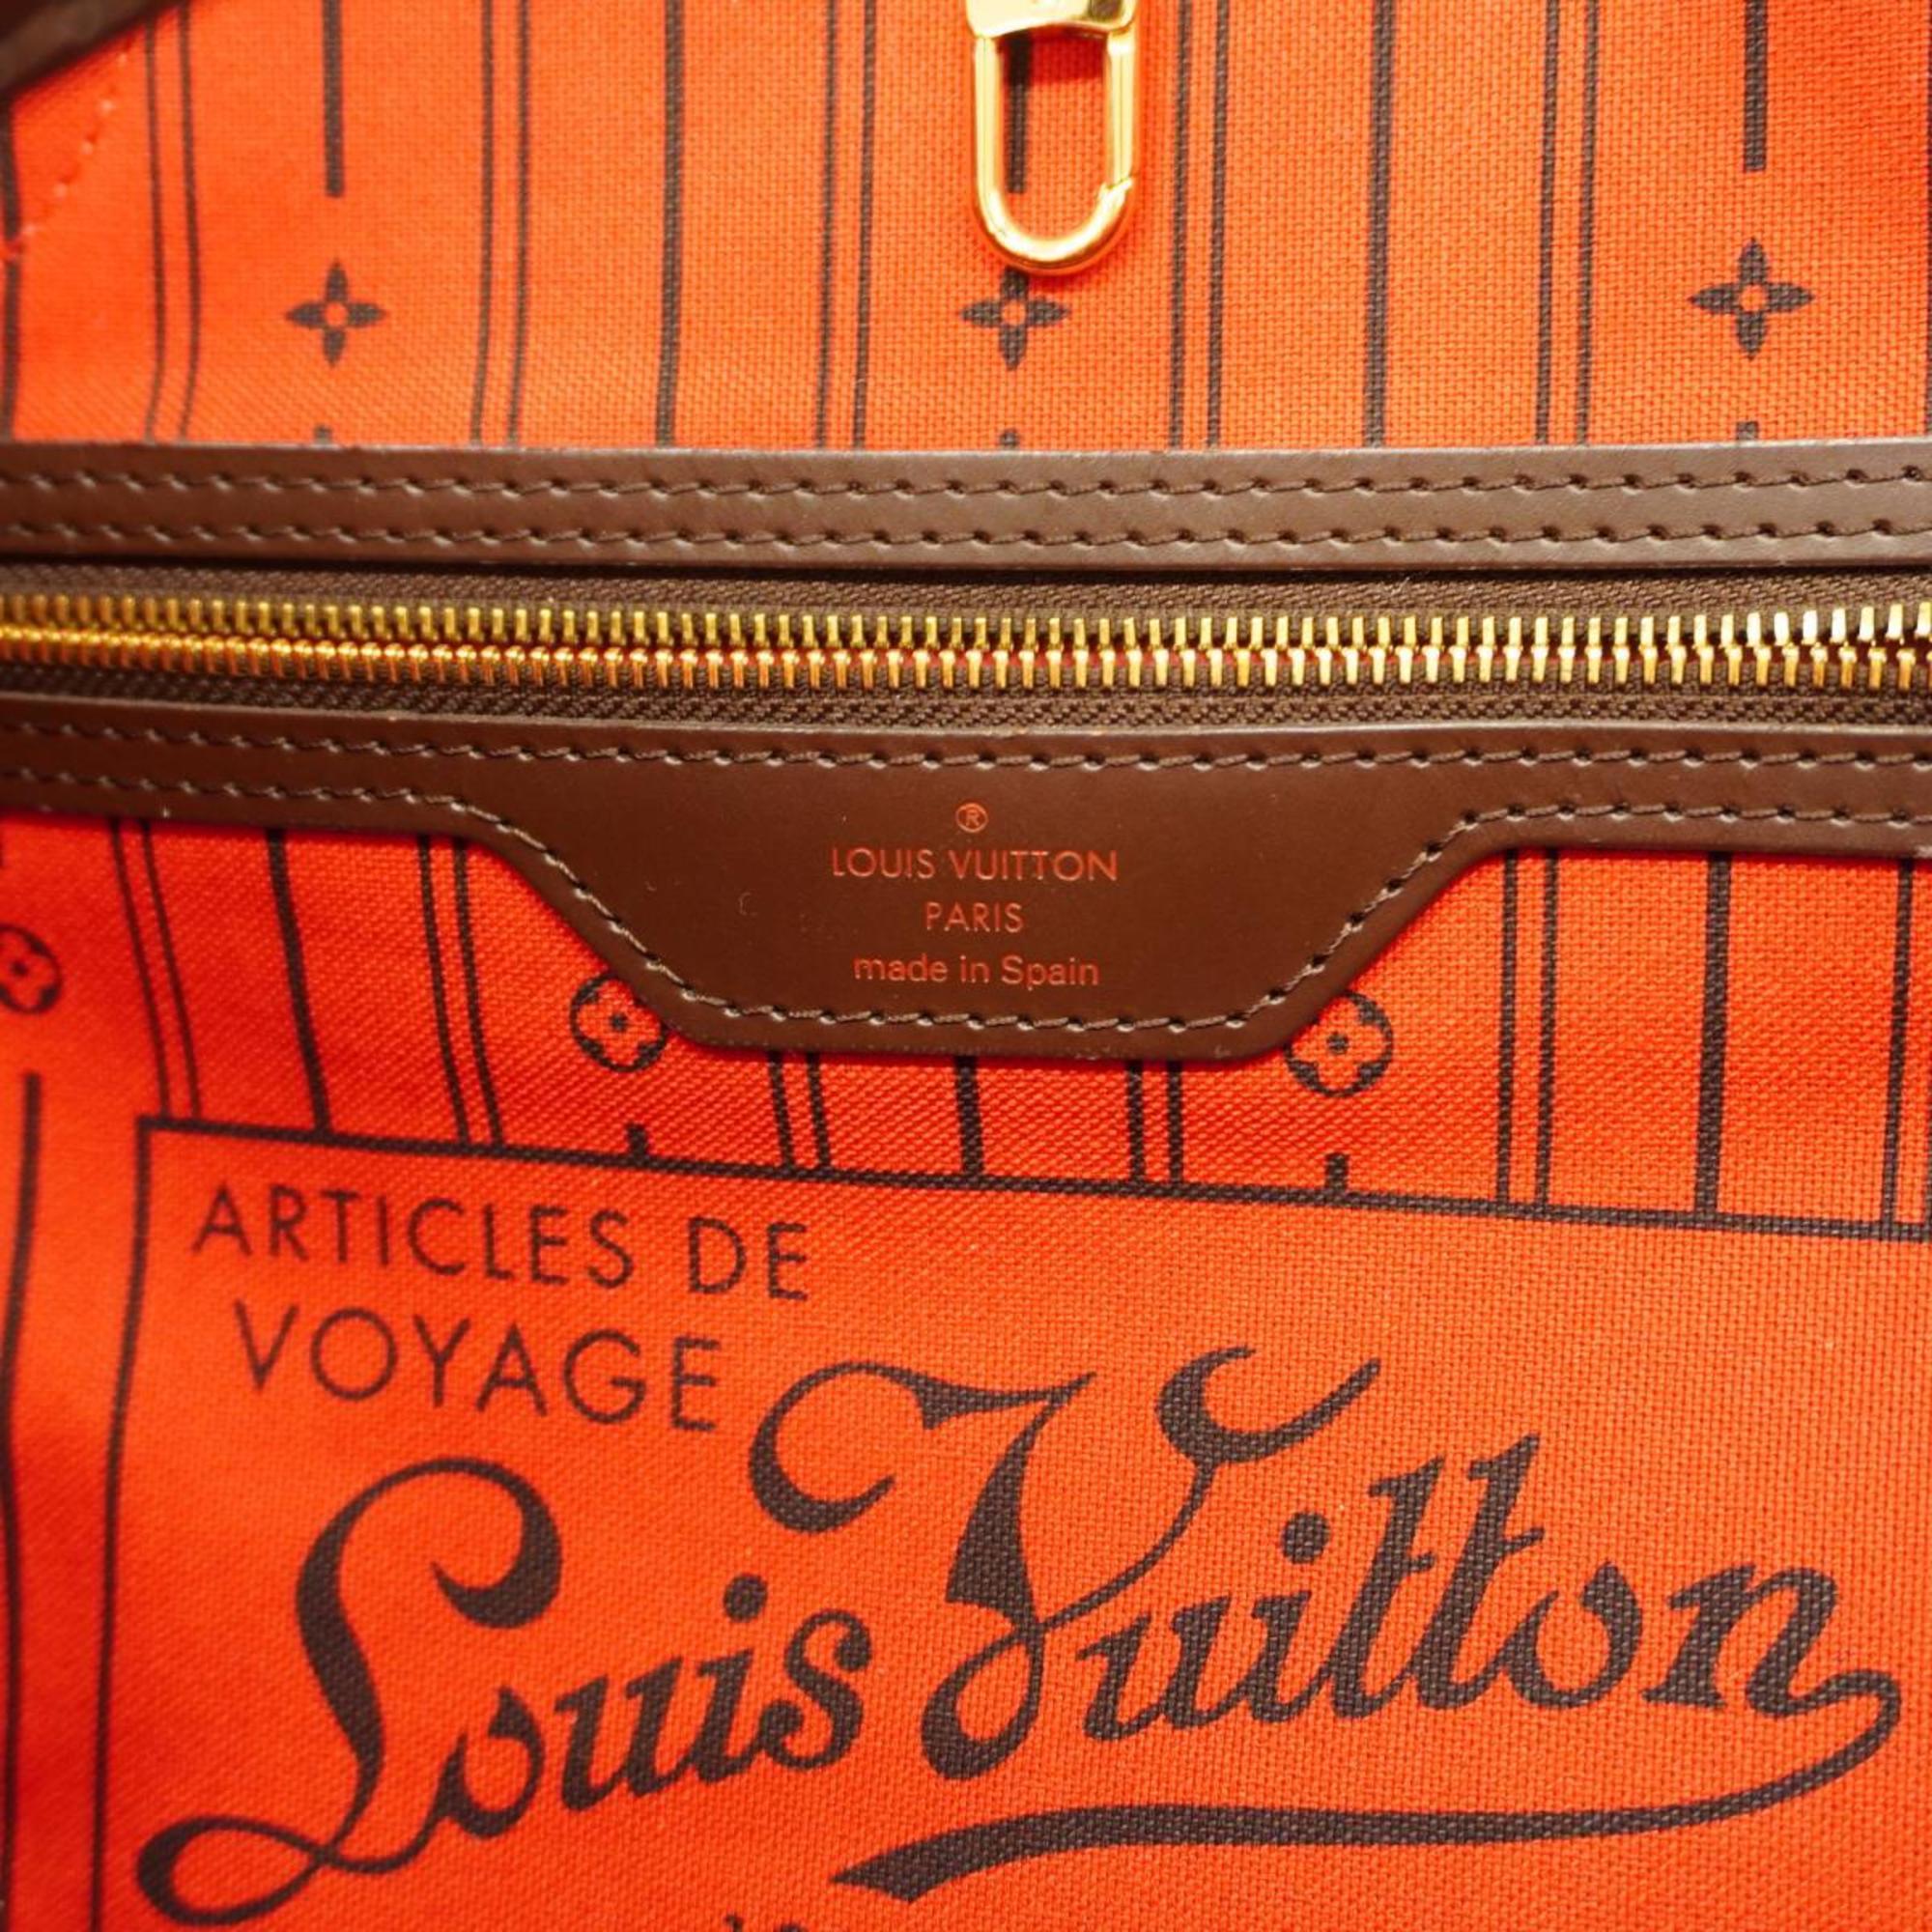 ®
LOUIS VUITTON
PARIS
made in Spain
ARTICLES DE
VOYAGE
Louis Vuitton